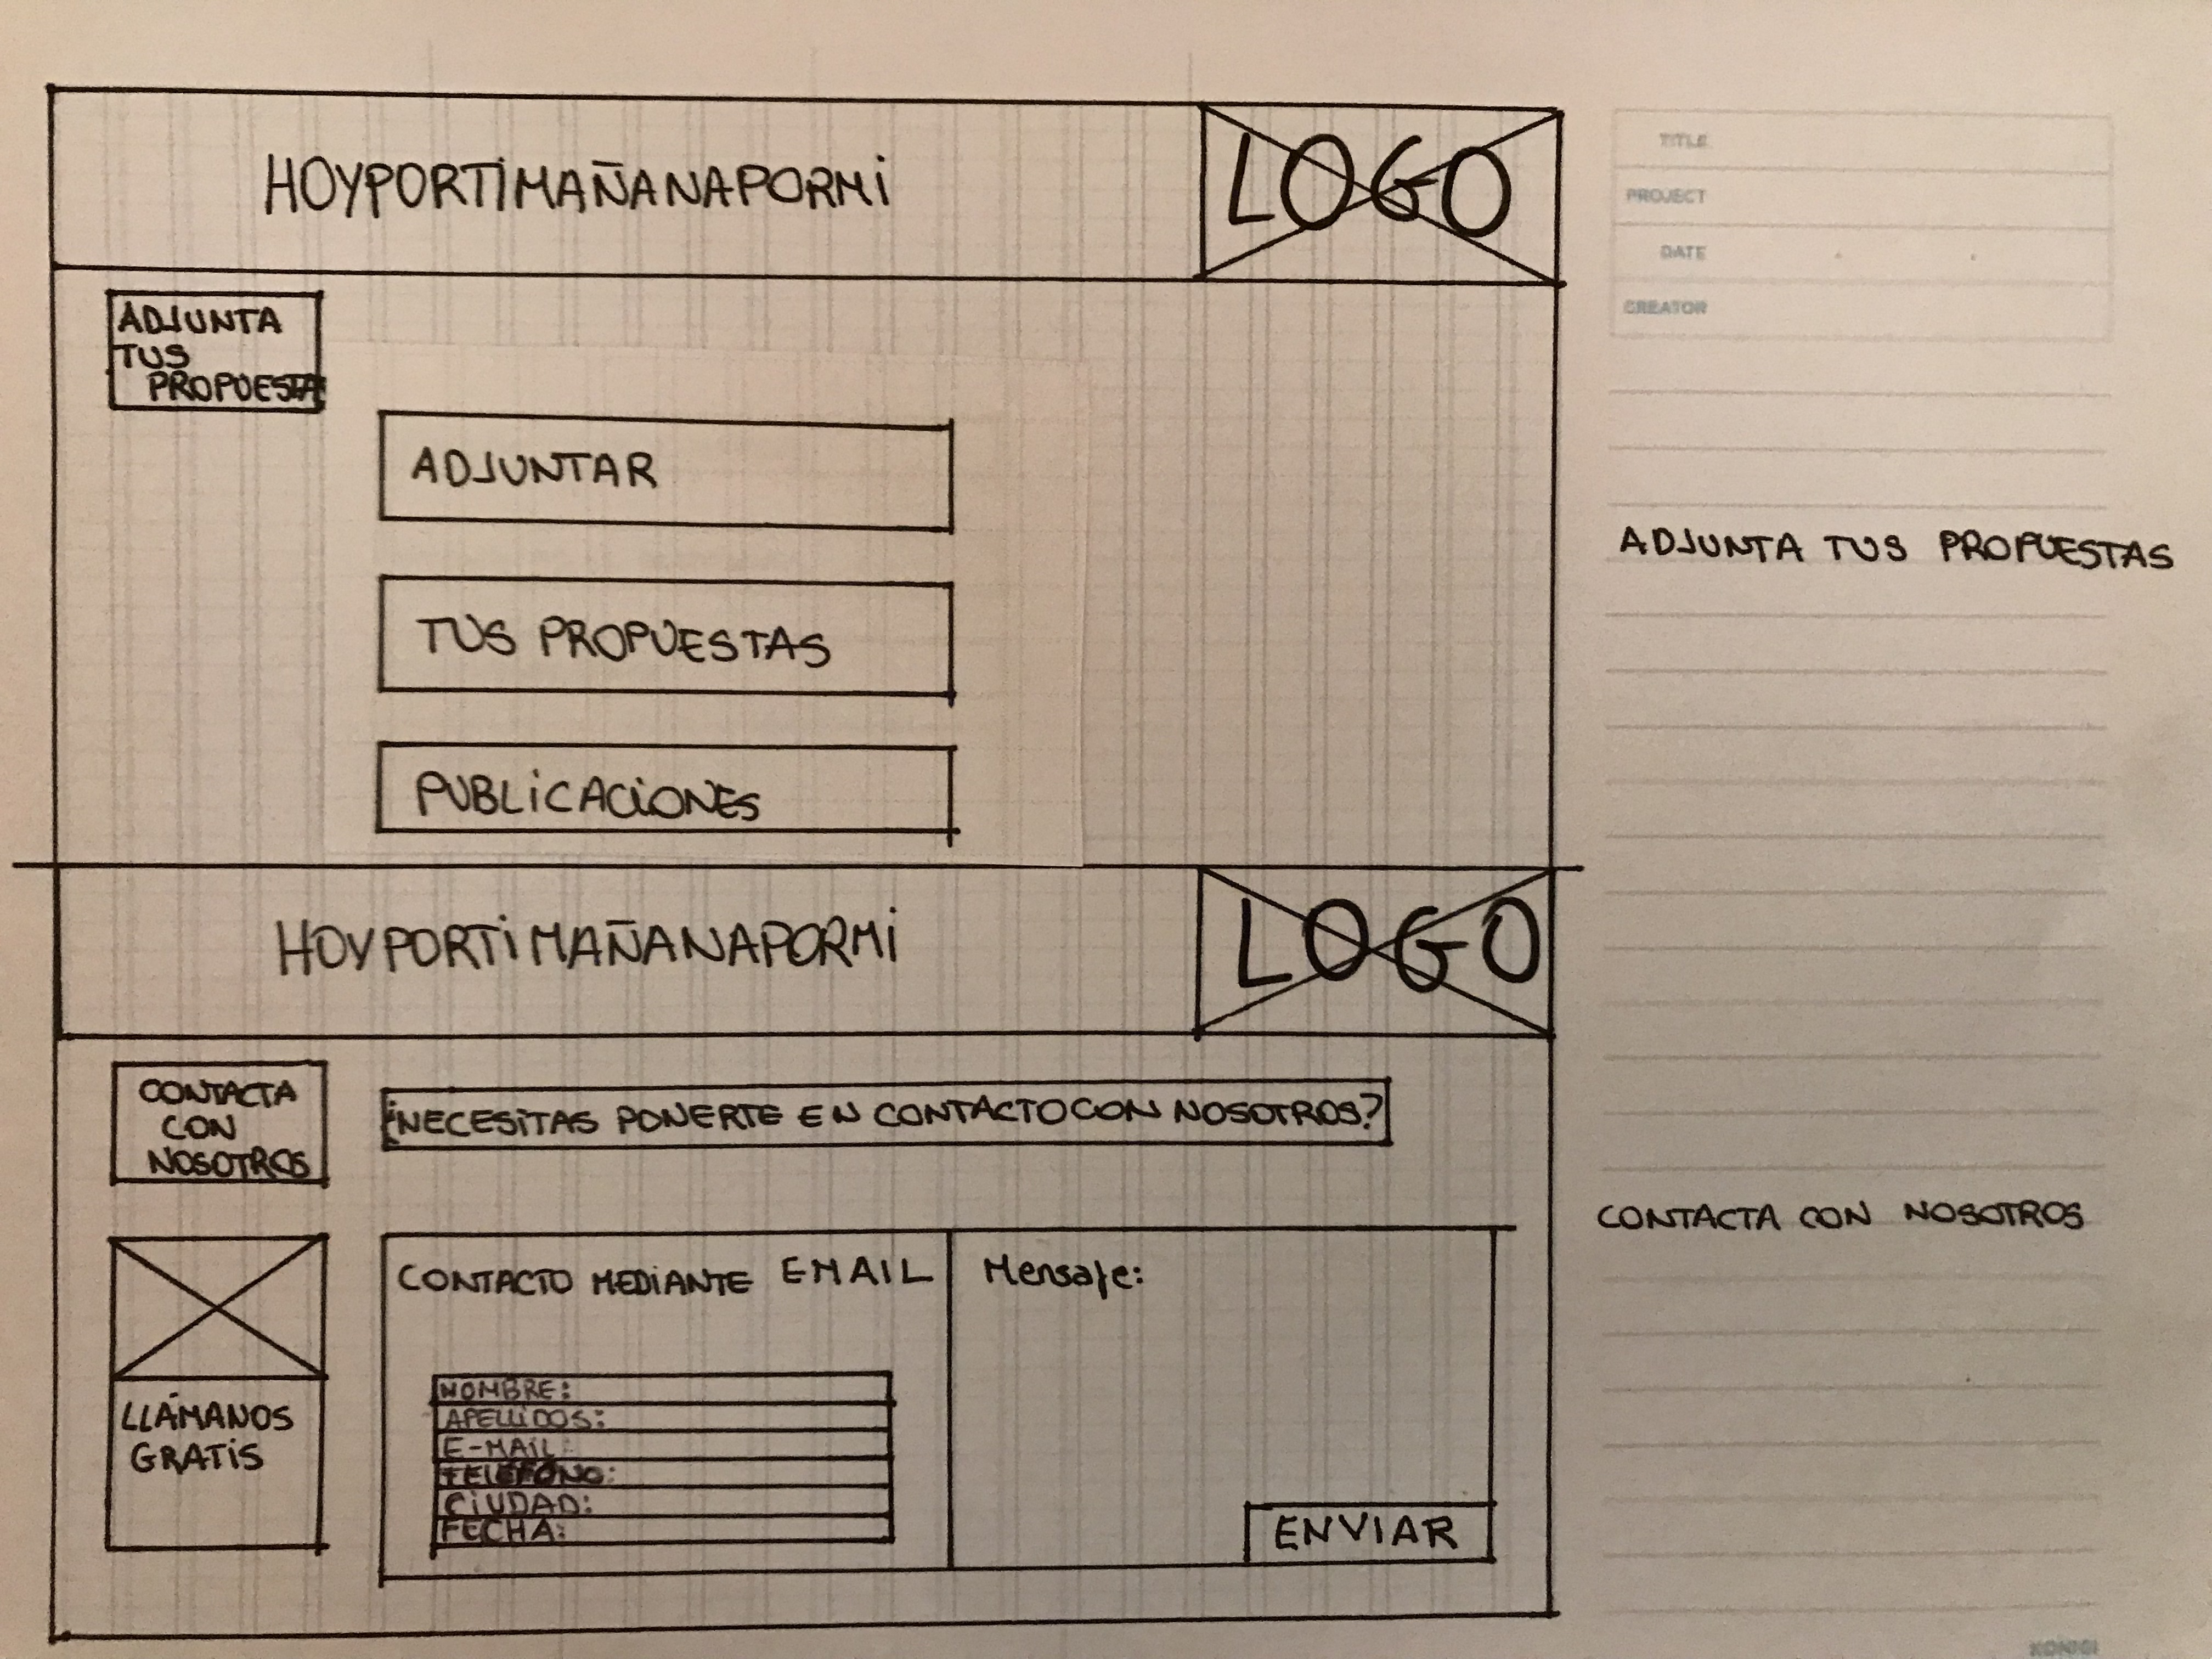 HOYPORTIMAÑANAPORMI
LOGO
TITLE
PROJECT
DATE
CREATOR
ADJUNTA
TUS
PROPUESTAS
ADJUNTAR
ADJUNTA TUS PROPUESTAS
TUS PROPUESTAS
PUBLICACIONES
HOYPORTIMAÑANAPORMI
LOGO
CONTACTA
CON
NOSOTROS
¿NECESITAS PONERTE EN CONTACTO CON NOSOTROS?
CONTACTA CON NOSOTROS
CONTACTO MEDIANTE EMAIL
Mensaje:
NOMBRE:
APELLIDOS:
E-MAIL:
TELÉFONO:
CIUDAD:
FECHA:
LLÁMANOS
GRATIS
ENVIAR
KONIGI